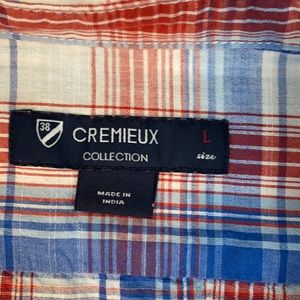 38
CREMIEUX
COLLECTION
L
size
MADE IN
INDIA